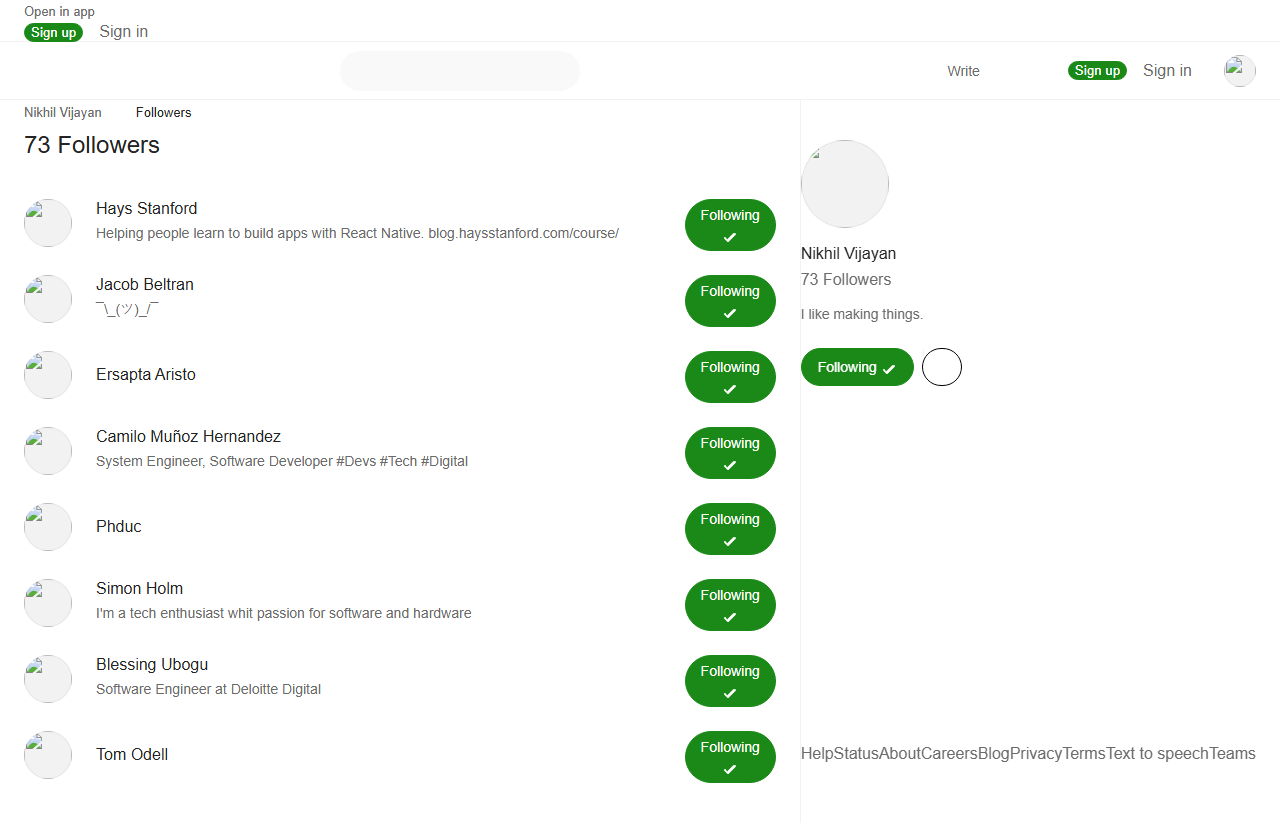 Open in app
Sign up Sign in
Write Sign up Sign in
Nikhil Vijayan Followers
73 Followers
Hays Stanford
Helping people learn to build apps with React Native. blog.haysstanford.com/course/
Following
Jacob Beltran
¯\_(ツ)_/¯
Following
Ersapta Aristo
Following
Camilo Muñoz Hernandez
System Engineer, Software Developer #Devs #Tech #Digital
Following
Phduc
Following
Simon Holm
I'm a tech enthusiast whit passion for software and hardware
Following
Blessing Ubogu
Software Engineer at Deloitte Digital
Following
Tom Odell
Following
Nikhil Vijayan
73 Followers
I like making things.
Following
HelpStatusAboutCareersBlogPrivacyTermsText to speechTeams